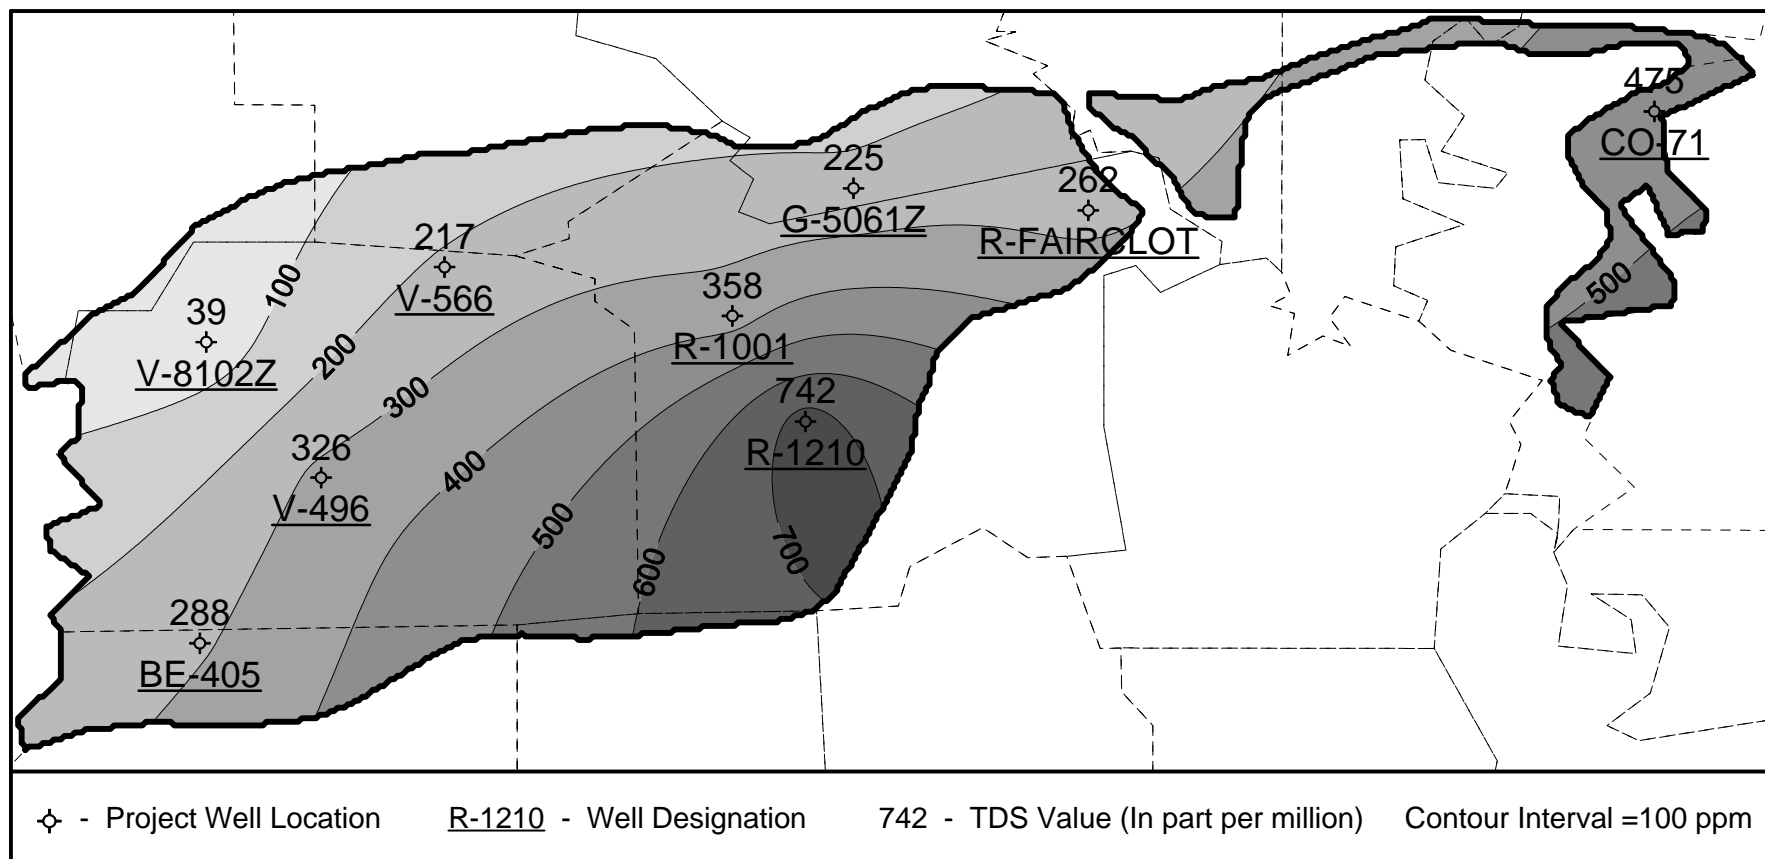 475
CO-71
225
G-5061Z
262
R-FAIRCLOT
217
V-566
100
500
358
R-1001
39
V-8102Z
200
300
742
R-1210
326
V-496
400
500
600
700
288
BE-405
- Project Well Location R-1210 - Well Designation 742 - TDS Value (In part per million) Contour Interval =100 ppm